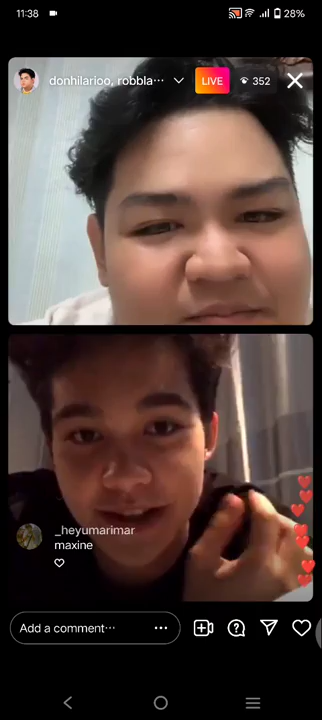 11:38
28%
donhilarioo, robbla···
LIVE
352
_heyumarimar
maxine
Add a comment···